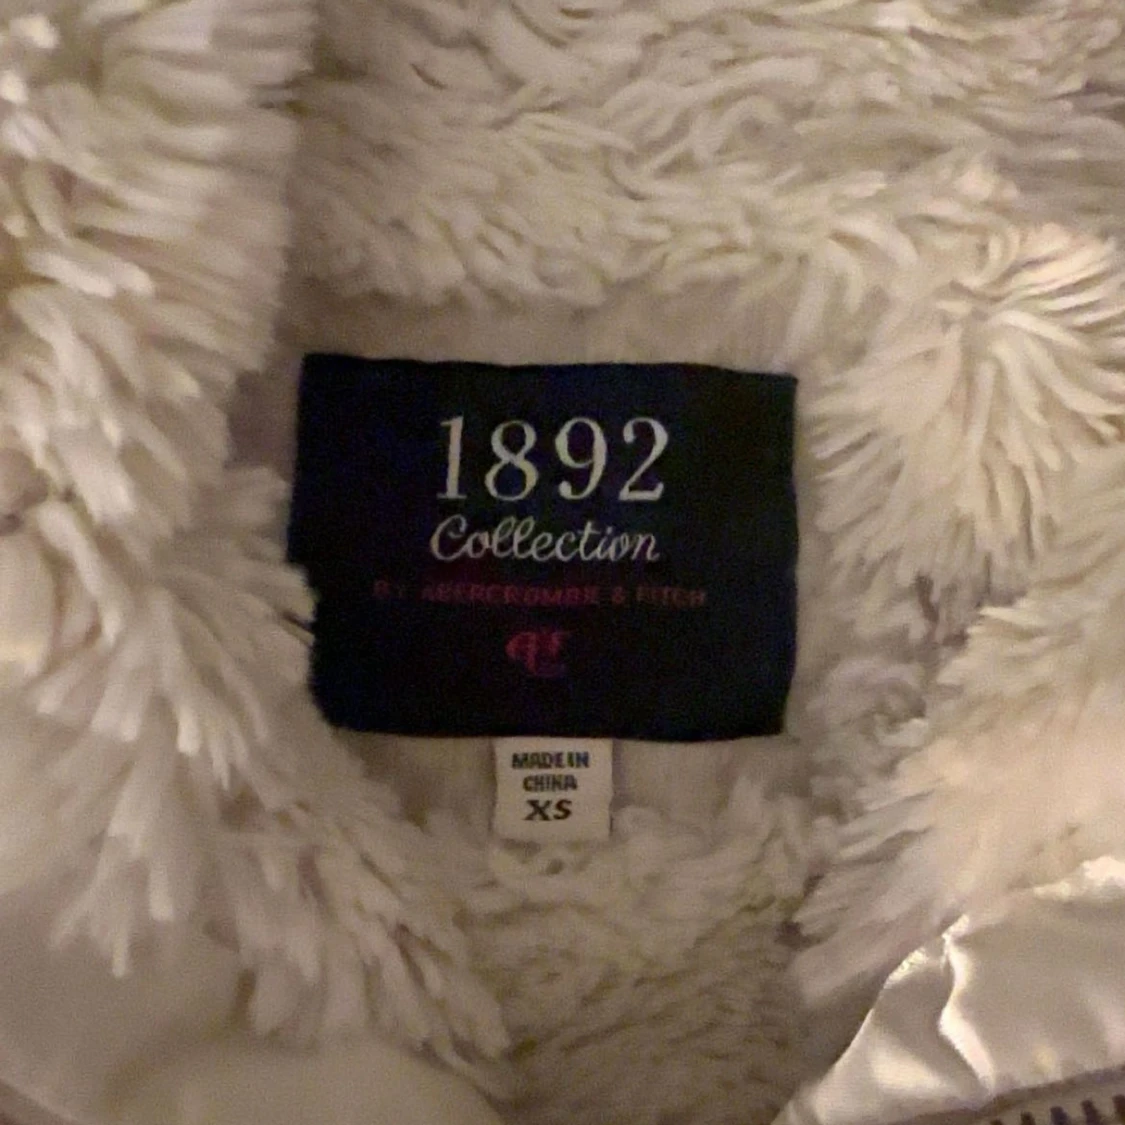 1892
Collection
BY ABERCROMBIE & FITCH
MADE IN
CHINA
XS